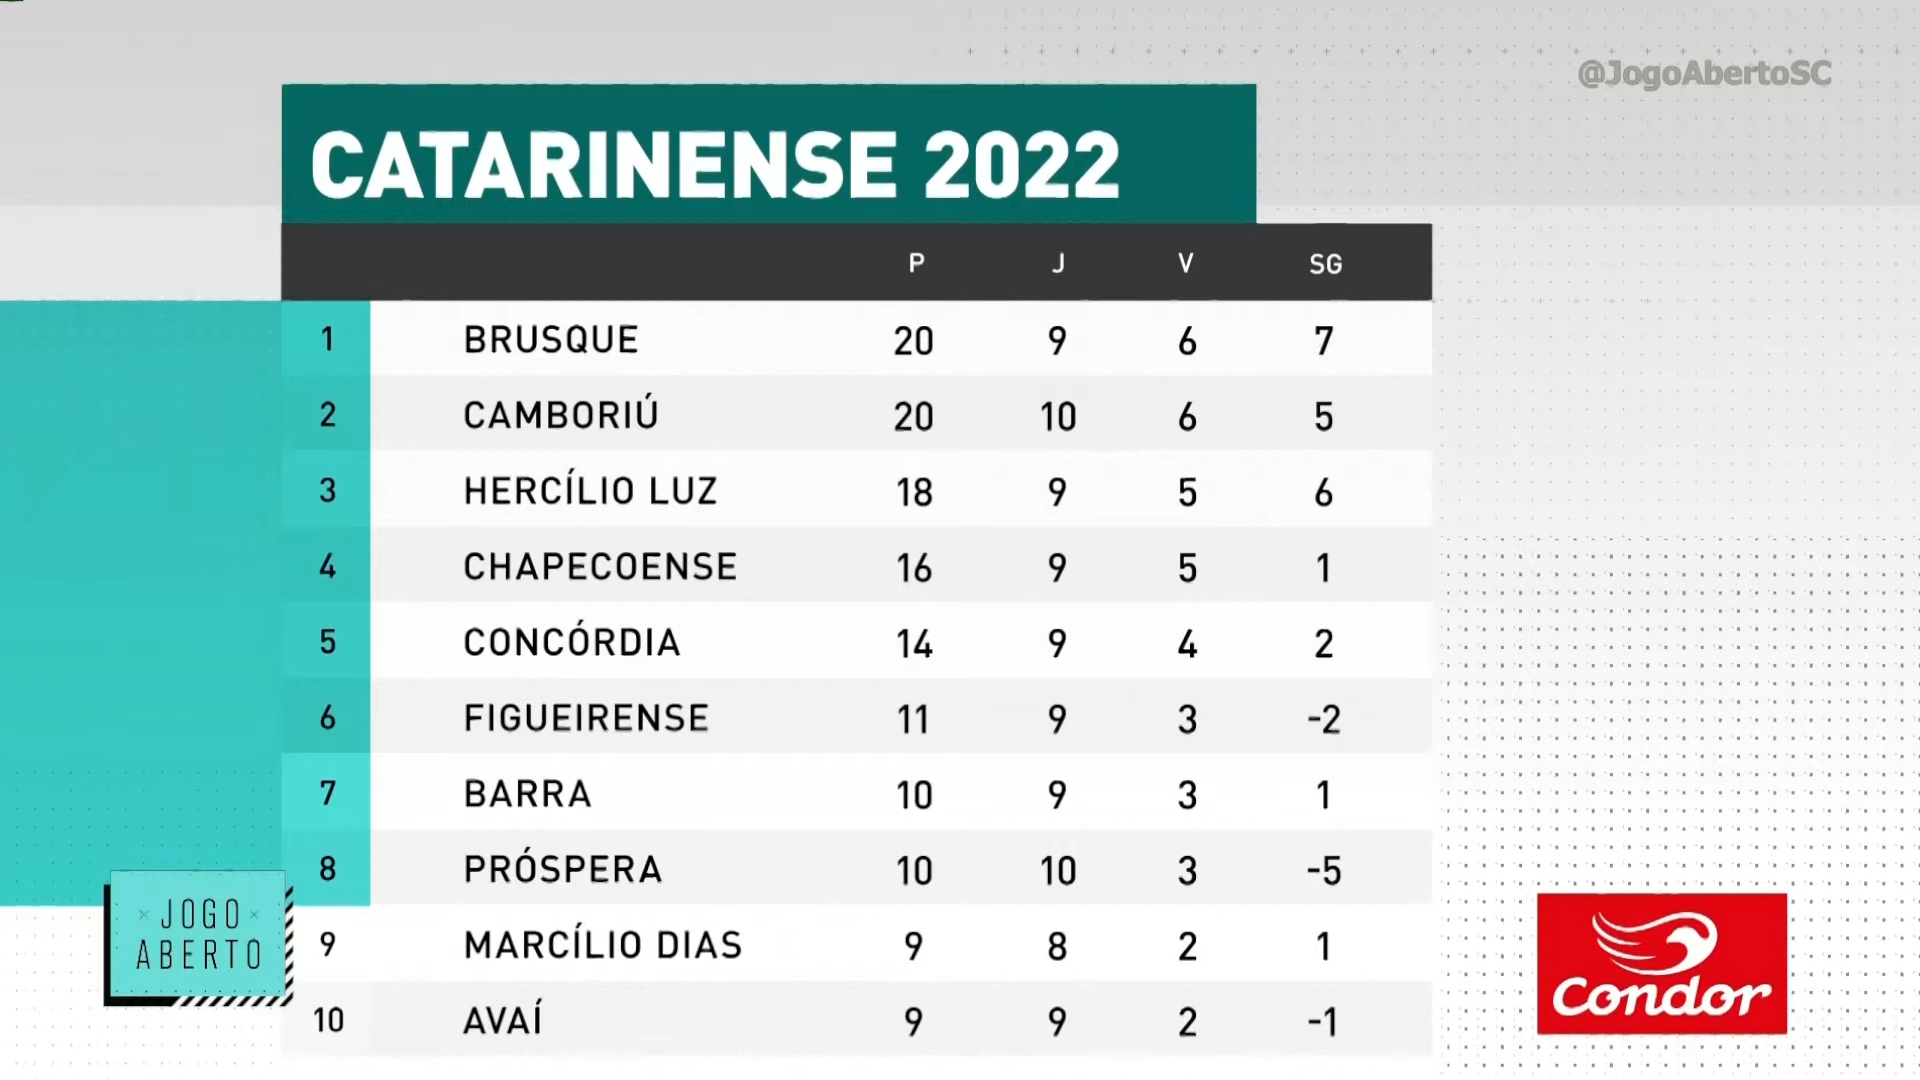 @JogoAbertoSC
CATARINENSE 2022
P J V SG
1 BRUSQUE 20 9 6 7
2 CAMBORIÚ 20 10 6 5
3 HERCÍLIO LUZ 18 9 5 6
4 CHAPECOENSE 16 9 5 1
5 CONCÓRDIA 14 9 4 2
6 FIGUEIRENSE 11 9 3 -2
7 BARRA 10 9 3 1
8 PRÓSPERA 10 10 3 -5
9 MARCÍLIO DIAS 9 8 2 1
10 AVAÍ 9 9 2 -1
JOGO
ABERTO
Condor